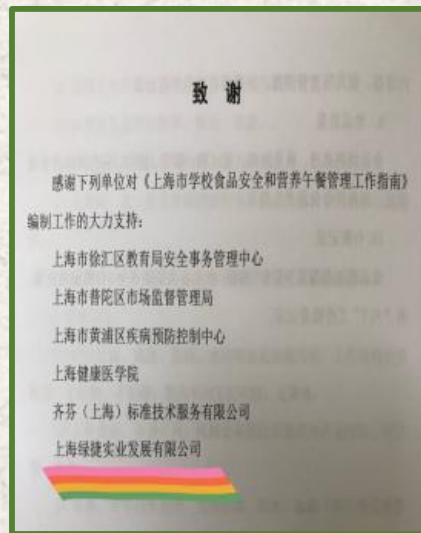 致 谢
感谢下列单位对《上海市学校食品安全和营养午餐管理工作指南》
编制工作的大力支持：
上海市徐汇区教育局安全事务管理中心
上海市普陀区市场监督管理局
上海市黄浦区疾病预防控制中心
上海健康医学院
齐芬（上海）标准技术服务有限公司
上海绿捷实业发展有限公司